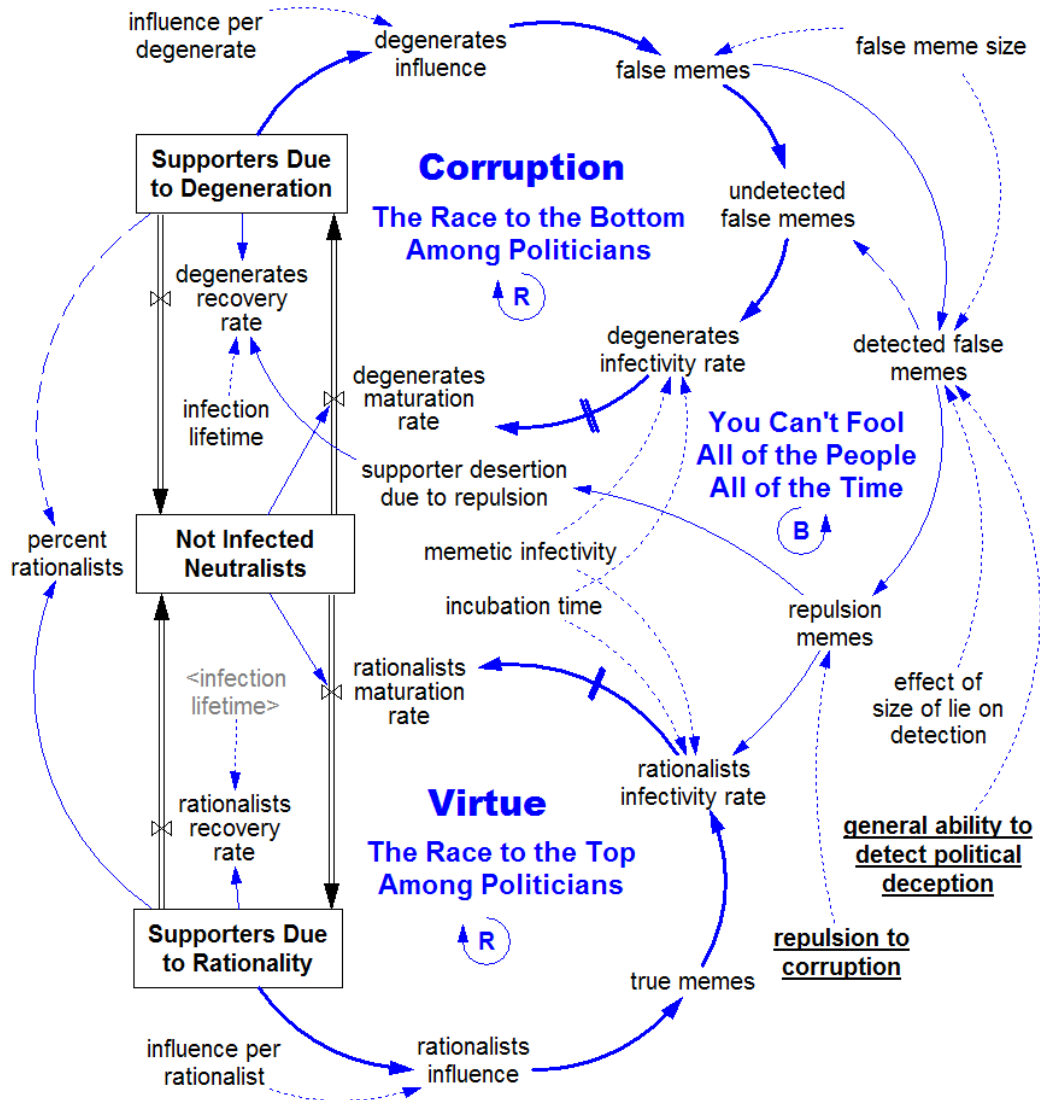 influence per
degenerate
degenerates
influence
false memes
false meme size
Supporters Due
to Degeneration
Corruption
The Race to the Bottom
Among Politicians
R
undetected
false memes
degenerates
recovery
rate
degenerates
infectivity rate
detected false
memes
infection
lifetime
degenerates
maturation
rate
You Can't Fool
All of the People
All of the Time
B
supporter desertion
due to repulsion
percent
rationalists
Not Infected
Neutralists
memetic infectivity
incubation time
repulsion
memes
<infection
lifetime>
rationalists
maturation
rate
effect of
size of lie on
detection
rationalists
infectivity rate
rationalists
recovery
rate
Virtue
The Race to the Top
Among Politicians
R
general ability to
detect political
deception
Supporters Due
to Rationality
repulsion to
corruption
true memes
influence per
rationalist
rationalists
influence